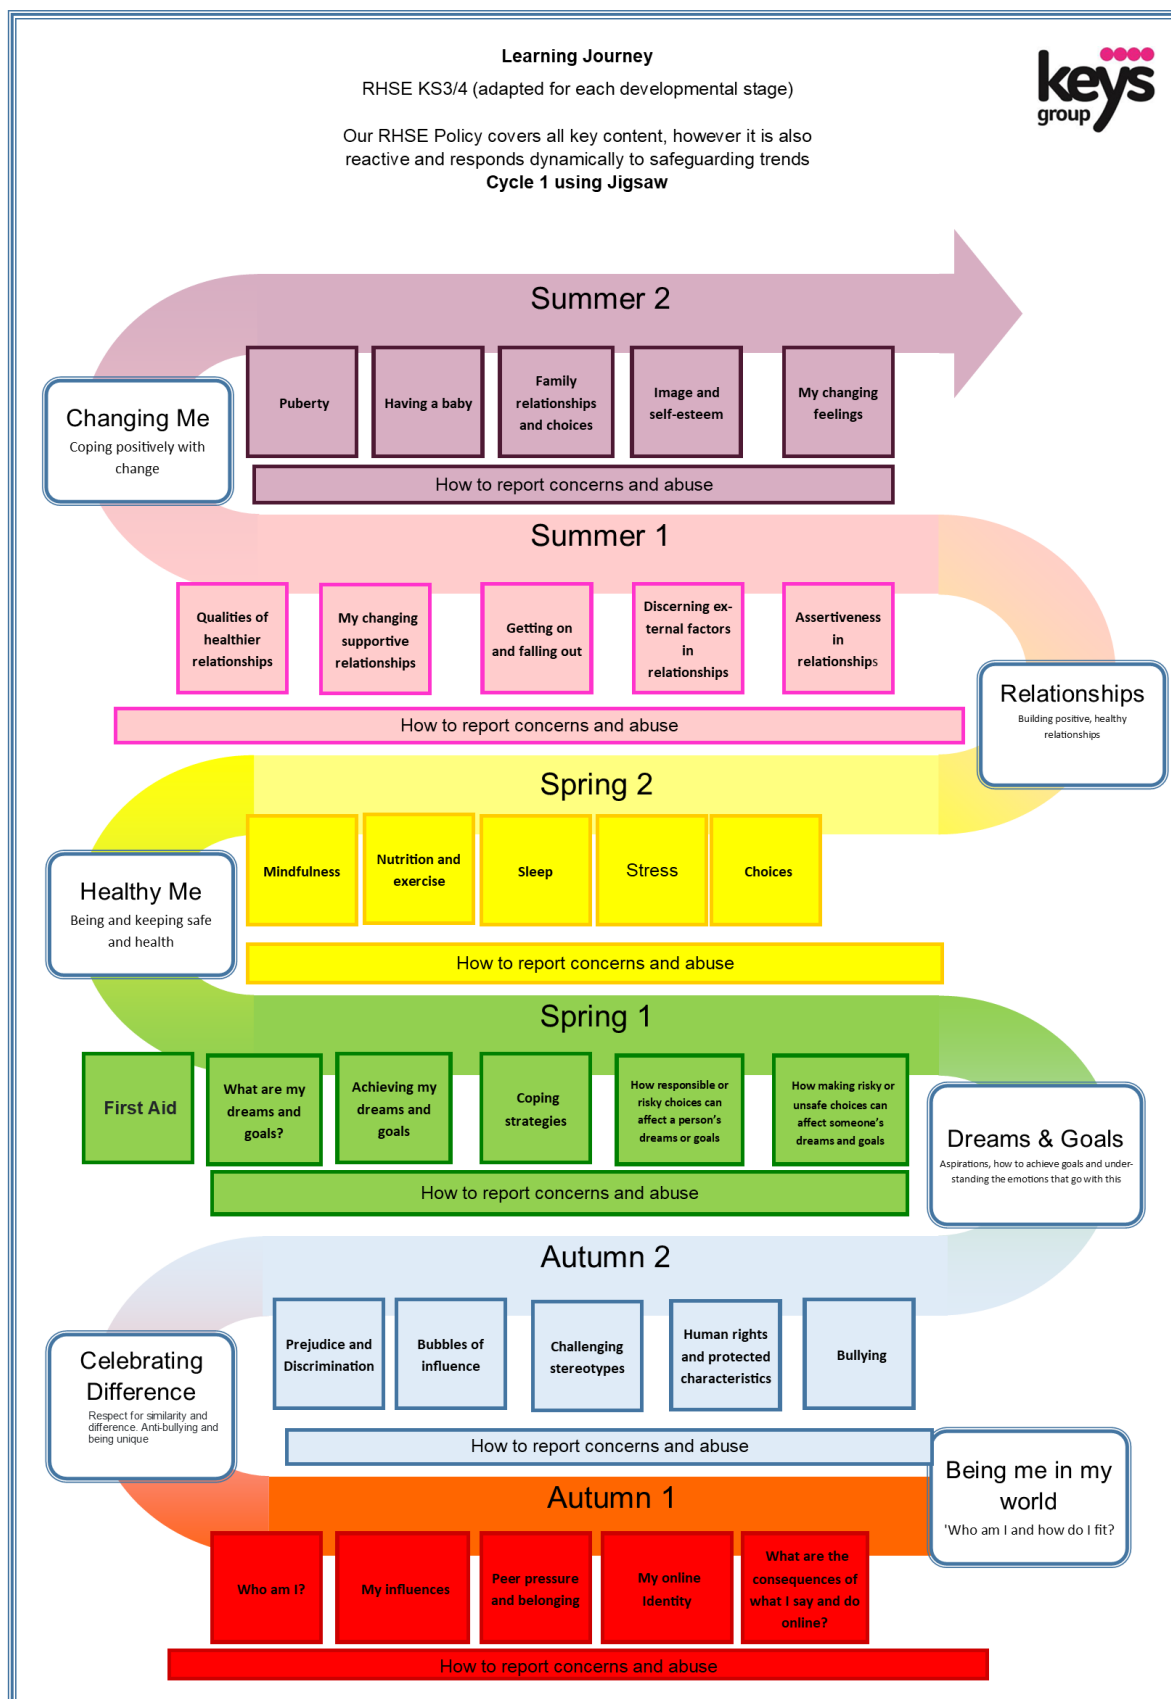 Learning Journey
RHSE KS3/4 (adapted for each developmental stage)
Our RHSE Policy covers all key content, however it is also
reactive and responds dynamically to safeguarding trends
Cycle 1 using Jigsaw
keys
group
Summer 2
Puberty
Having a baby
Family
relationships
and choices
Image and
self-esteem
My changing
feelings
Changing Me
Coping positively with
change
How to report concerns and abuse
Summer 1
Qualities of
healthier
relationships
My changing
supportive
relationships
Getting on
and falling out
Discerning ex-
ternal factors
in
relationships
Assertiveness
in
relationships
Relationships
Building positive, healthy
relationships
How to report concerns and abuse
Spring 2
Mindfulness
Nutrition and
exercise
Sleep
Stress
Choices
Healthy Me
Being and keeping safe
and health
How to report concerns and abuse
Spring 1
First Aid
What are my
dreams and
goals?
Achieving my
dreams and
goals
Coping
strategies
How responsible or
risky choices can
affect a person's
dreams or goals
How making risky or
unsafe choices can
affect someone's
dreams and goals
Dreams & Goals
Aspirations, how to achieve goals and under-
standing the emotions that go with this
How to report concerns and abuse
Autumn 2
Prejudice and
Discrimination
Bubbles of
influence
Challenging
stereotypes
Human rights
and protected
characteristics
Bullying
Celebrating
Difference
Respect for similarity and
difference. Anti-bullying and
being unique
How to report concerns and abuse
Being me in my
world
'Who am I and how do I fit?
Autumn 1
Who am I?
My influences
Peer pressure
and belonging
My online
Identity
What are the
consequences of
what I say and do
online?
How to report concerns and abuse